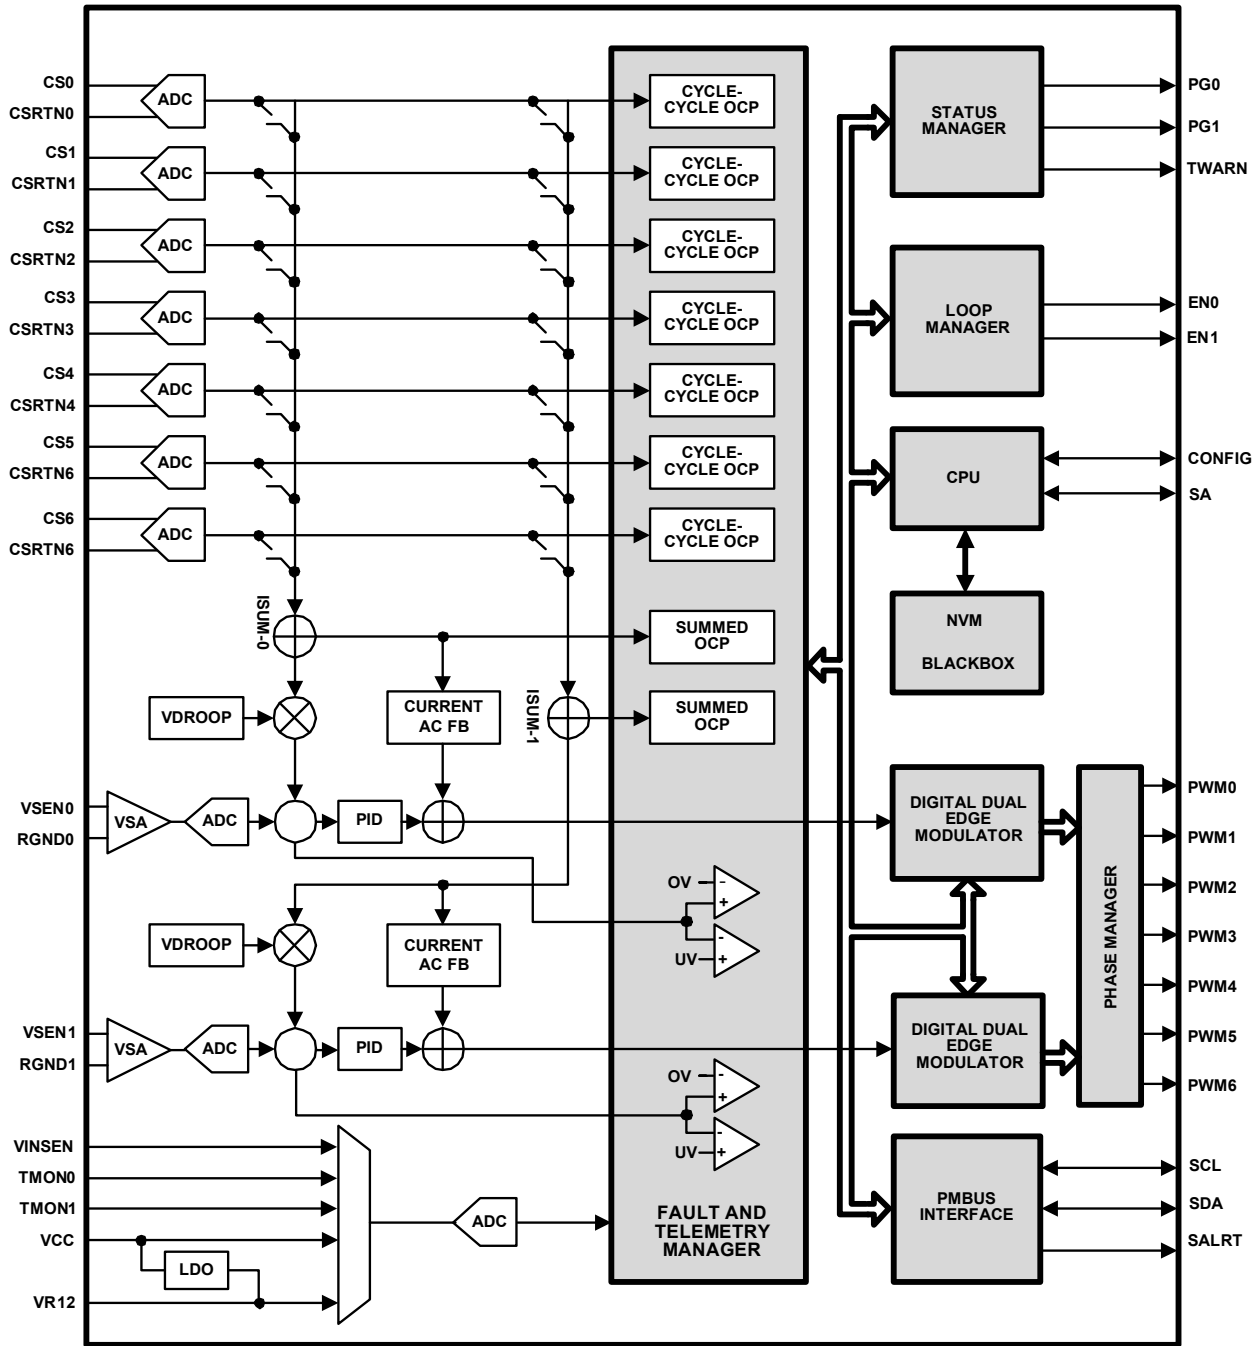 CS0
CSRTN0
ADC
CYCLE-
CYCLE OCP
CS1
CSRTN1
ADC
CYCLE-
CYCLE OCP
CS2
CSRTN2
ADC
CYCLE-
CYCLE OCP
CS3
CSRTN3
ADC
CYCLE-
CYCLE OCP
CS4
CSRTN4
ADC
CYCLE-
CYCLE OCP
CS5
CSRTN6
ADC
CYCLE-
CYCLE OCP
CS6
CSRTN6
ADC
CYCLE-
CYCLE OCP
ISUM-0
SUMMED
OCP
VDROOP
CURRENT
AC FB
ISUM-1
SUMMED
OCP
VSEN0
RGND0
VSA
ADC
PID
OV
-
+
-
UV
+
VDROOP
CURRENT
AC FB
VSEN1
RGND1
VSA
ADC
PID
OV
-
+
-
UV
+
VINSEN
TMON0
TMON1
VCC
LDO
VR12
ADC
FAULT AND
TELEMETRY
MANAGER
STATUS
MANAGER
PG0
PG1
TWARN
LOOP
MANAGER
EN0
EN1
CPU
CONFIG
SA
NVM
BLACKBOX
DIGITAL DUAL
EDGE
MODULATOR
DIGITAL DUAL
EDGE
MODULATOR
PHASE MANAGER
PWM0
PWM1
PWM2
PWM3
PWM4
PWM5
PWM6
PMBUS
INTERFACE
SCL
SDA
SALRT